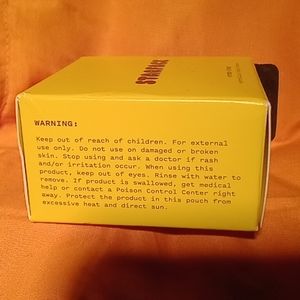 STARFACE
WARNING:
Keep out of reach of children. For external
use only. Do not use on damaged or broken
skin. Stop using and ask a doctor if rash
and/or irritation occur. When using this
product, keep out of eyes. Rinse with water to
remove. If product is swallowed, get medical
help or contact a Poison Control Center right
away. Protect the product in this pouch from
excessive heat and direct sun.